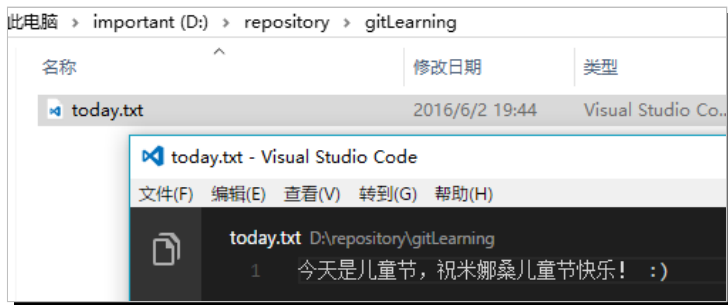 此电脑 > important (D:) > repository > gitLearning
名称 修改日期 类型
today.txt 2016/6/2 19:44 Visual Studio Co...
today.txt - Visual Studio Code
文件(F) 编辑(E) 查看(V) 转到(G) 帮助(H)
today.txt D:\repository\gitLearning
1 今天是儿童节，祝米娜桑儿童节快乐！ :)